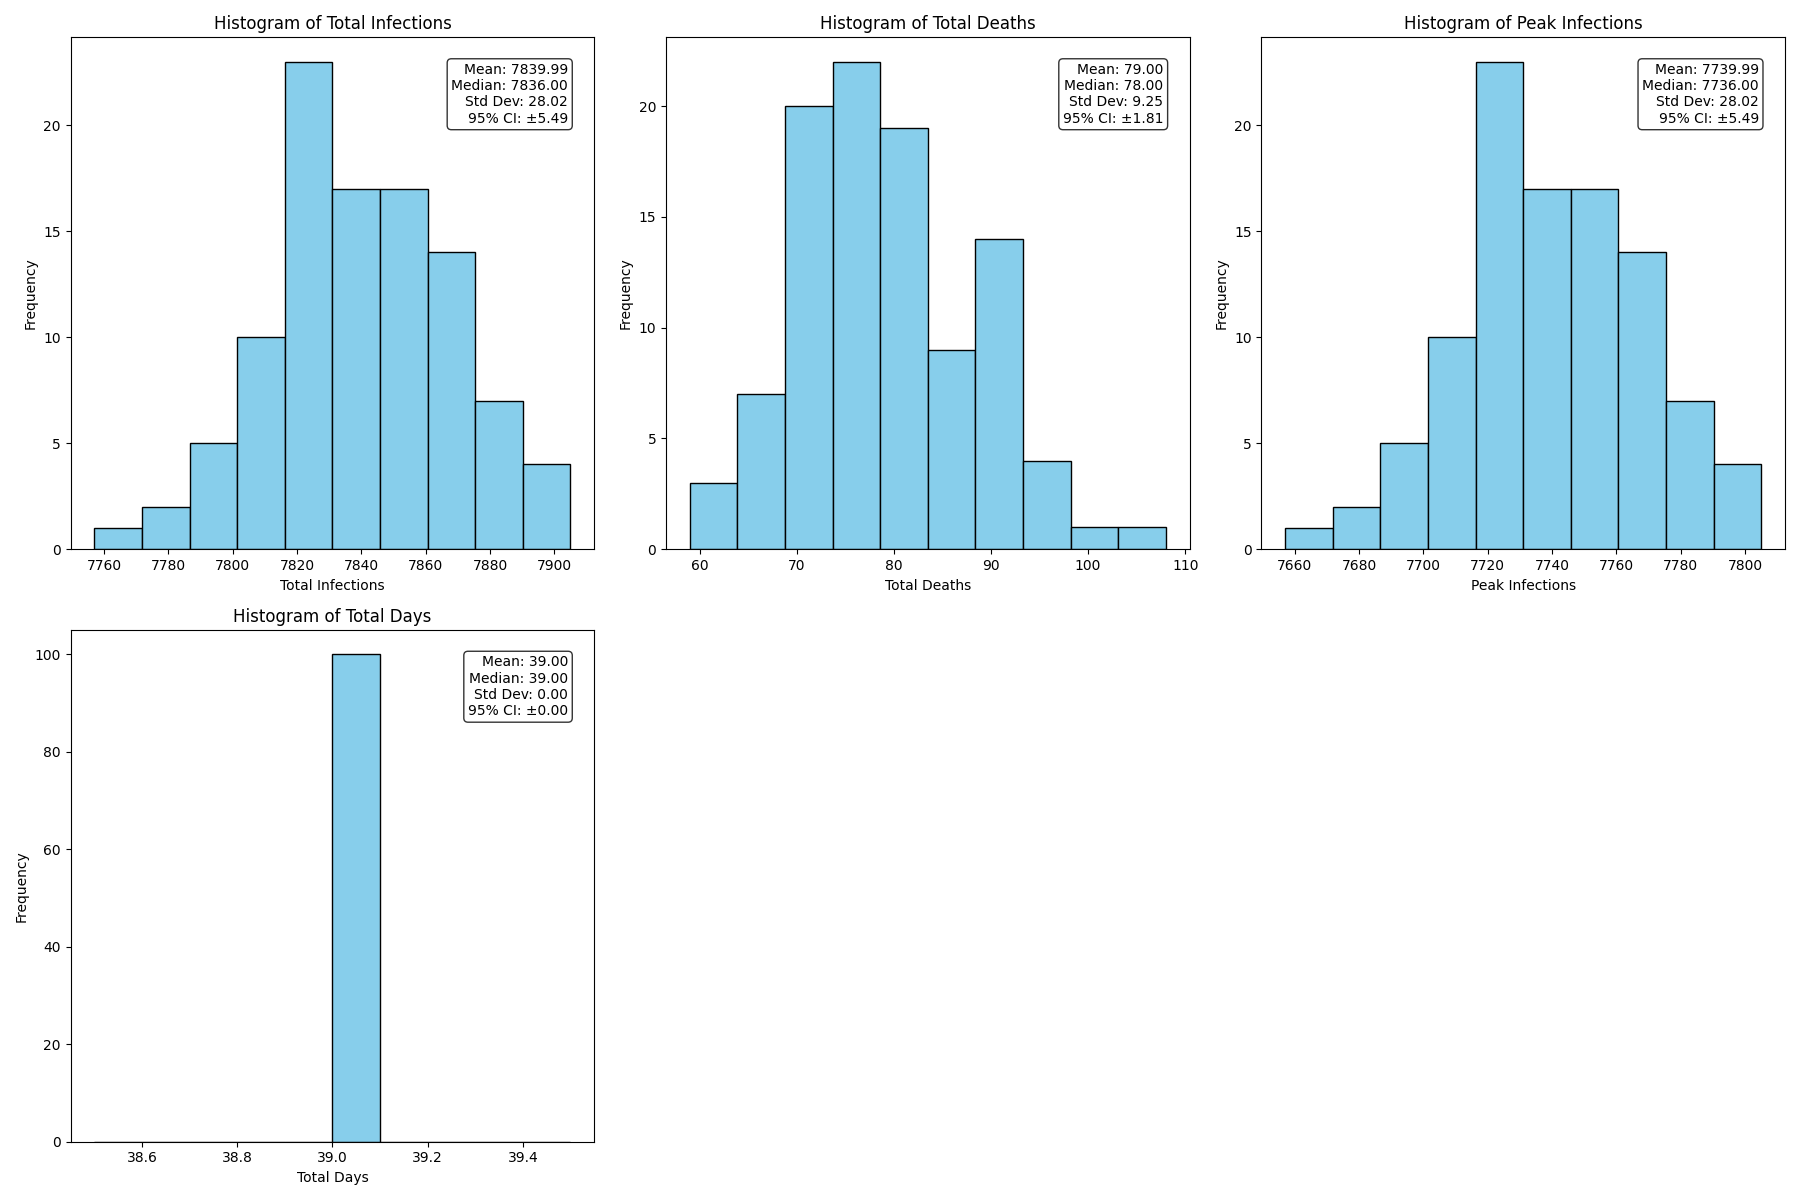 Histogram of Total Infections
Mean: 7839.99
Median: 7836.00
Std Dev: 28.02
95% CI: ±5.49
Frequency
20
15
10
5
0
7760 7780 7800 7820 7840 7860 7880 7900
Total Infections
Histogram of Total Deaths
Mean: 79.00
Median: 78.00
Std Dev: 9.25
95% CI: ±1.81
Frequency
20
15
10
5
0
60 70 80 90 100 110
Total Deaths
Histogram of Peak Infections
Mean: 7739.99
Median: 7736.00
Std Dev: 28.02
95% CI: ±5.49
Frequency
20
15
10
5
0
7660 7680 7700 7720 7740 7760 7780 7800
Peak Infections
Histogram of Total Days
Mean: 39.00
Median: 39.00
Std Dev: 0.00
95% CI: ±0.00
Frequency
100
80
60
40
20
0
38.6 38.8 39.0 39.2 39.4
Total Days